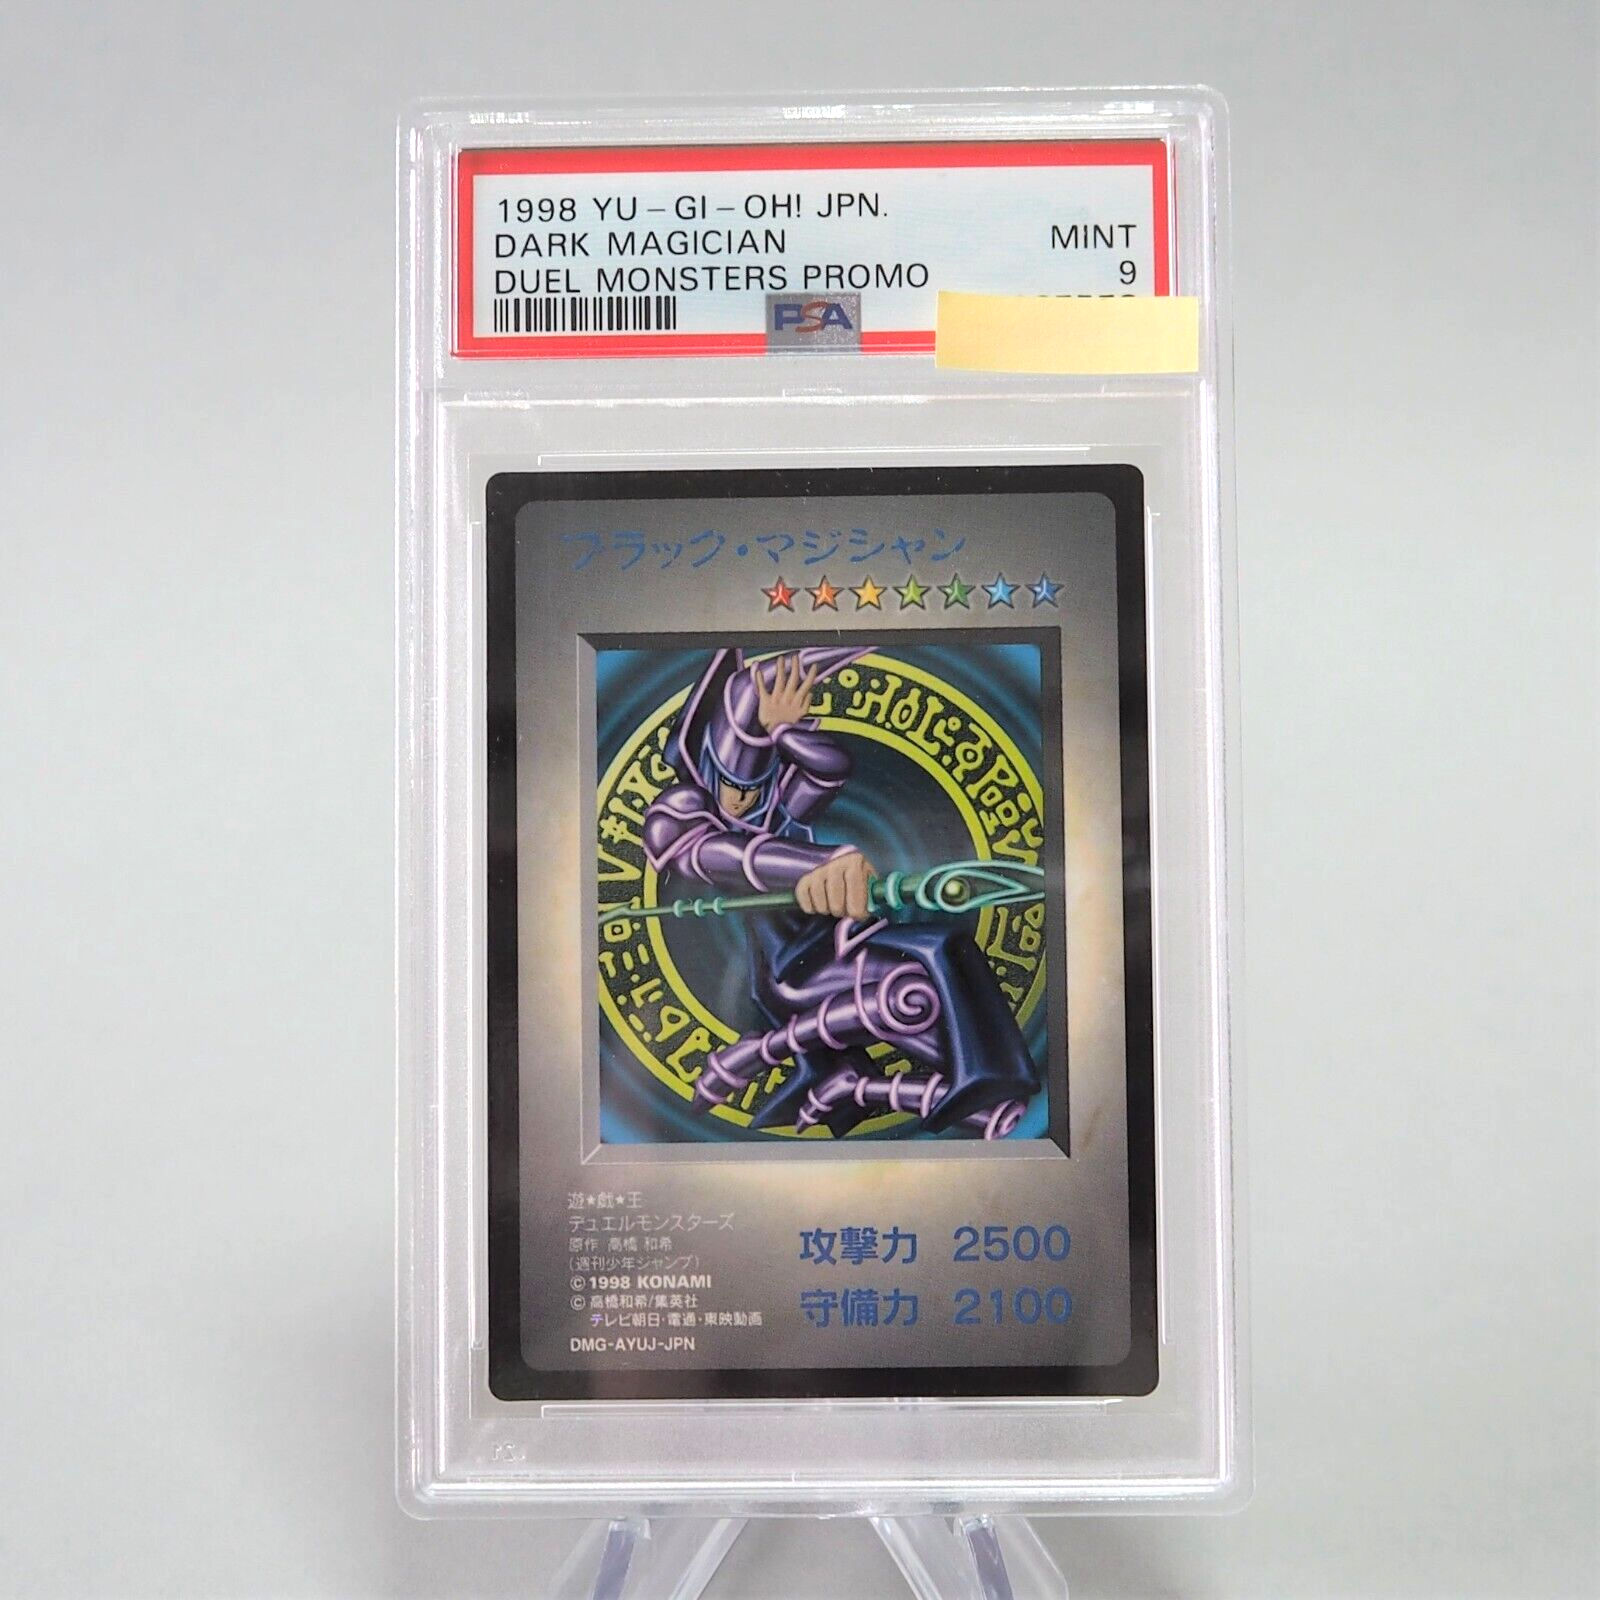 1998 YU-GI-OH! JPN.
DARK MAGICIAN MINT
DUEL MONSTERS PROMO 9
PSA
ブラック・マジシャン
遊★戯★王
デュエルモンスターズ
原作 高橋 和希
(週刊少年ジャンプ)
© 1998 KONAMI
© 高橋和希/集英社
テレビ朝日・電通・東映動画
DMG-AYUJ-JPN
攻撃力 2500
守備力 2100